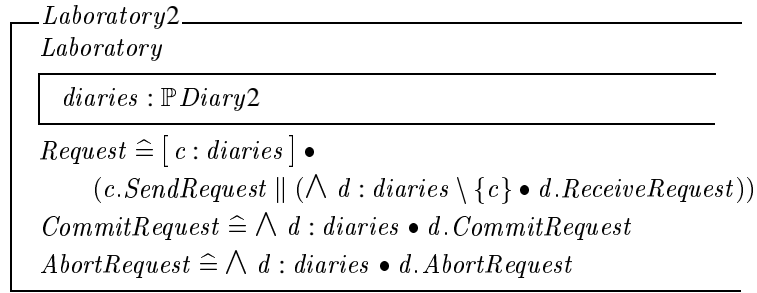 Laboratory2
Laboratory
diaries : ℙ Diary2
Request ≙ [ c : diaries ] •
(c.SendRequest ∥ (⋀ d : diaries \ {c} • d.ReceiveRequest))
CommitRequest ≙ ⋀ d : diaries • d.CommitRequest
AbortRequest ≙ ⋀ d : diaries • d.AbortRequest